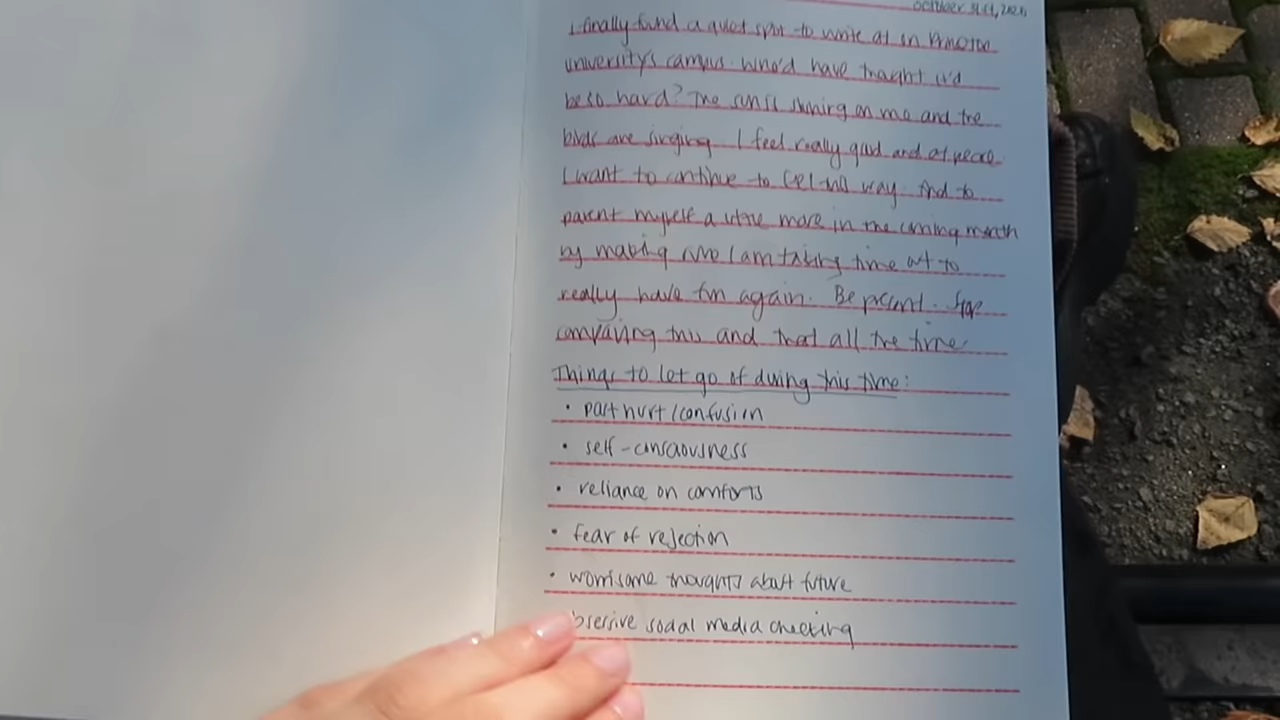 october 31st, 2020
I finally found a quiet spot to write at on Princeton
university's campus. Who'd have thought it'd
be so hard? The sun is shining on me and the
birds are singing. I feel really glad and at peace.
I want to continue to feel this way. And to
parent myself a little more in the coming month
by making sure I am taking time out to
really have fun again. Be present. Stop
comparing this and that all the time
Things to let go of during this time:
• past hurt/confusion
• self-consciousness
• reliance on comforts
• fear of rejection
• worrisome thoughts about future
bsessive social media checking